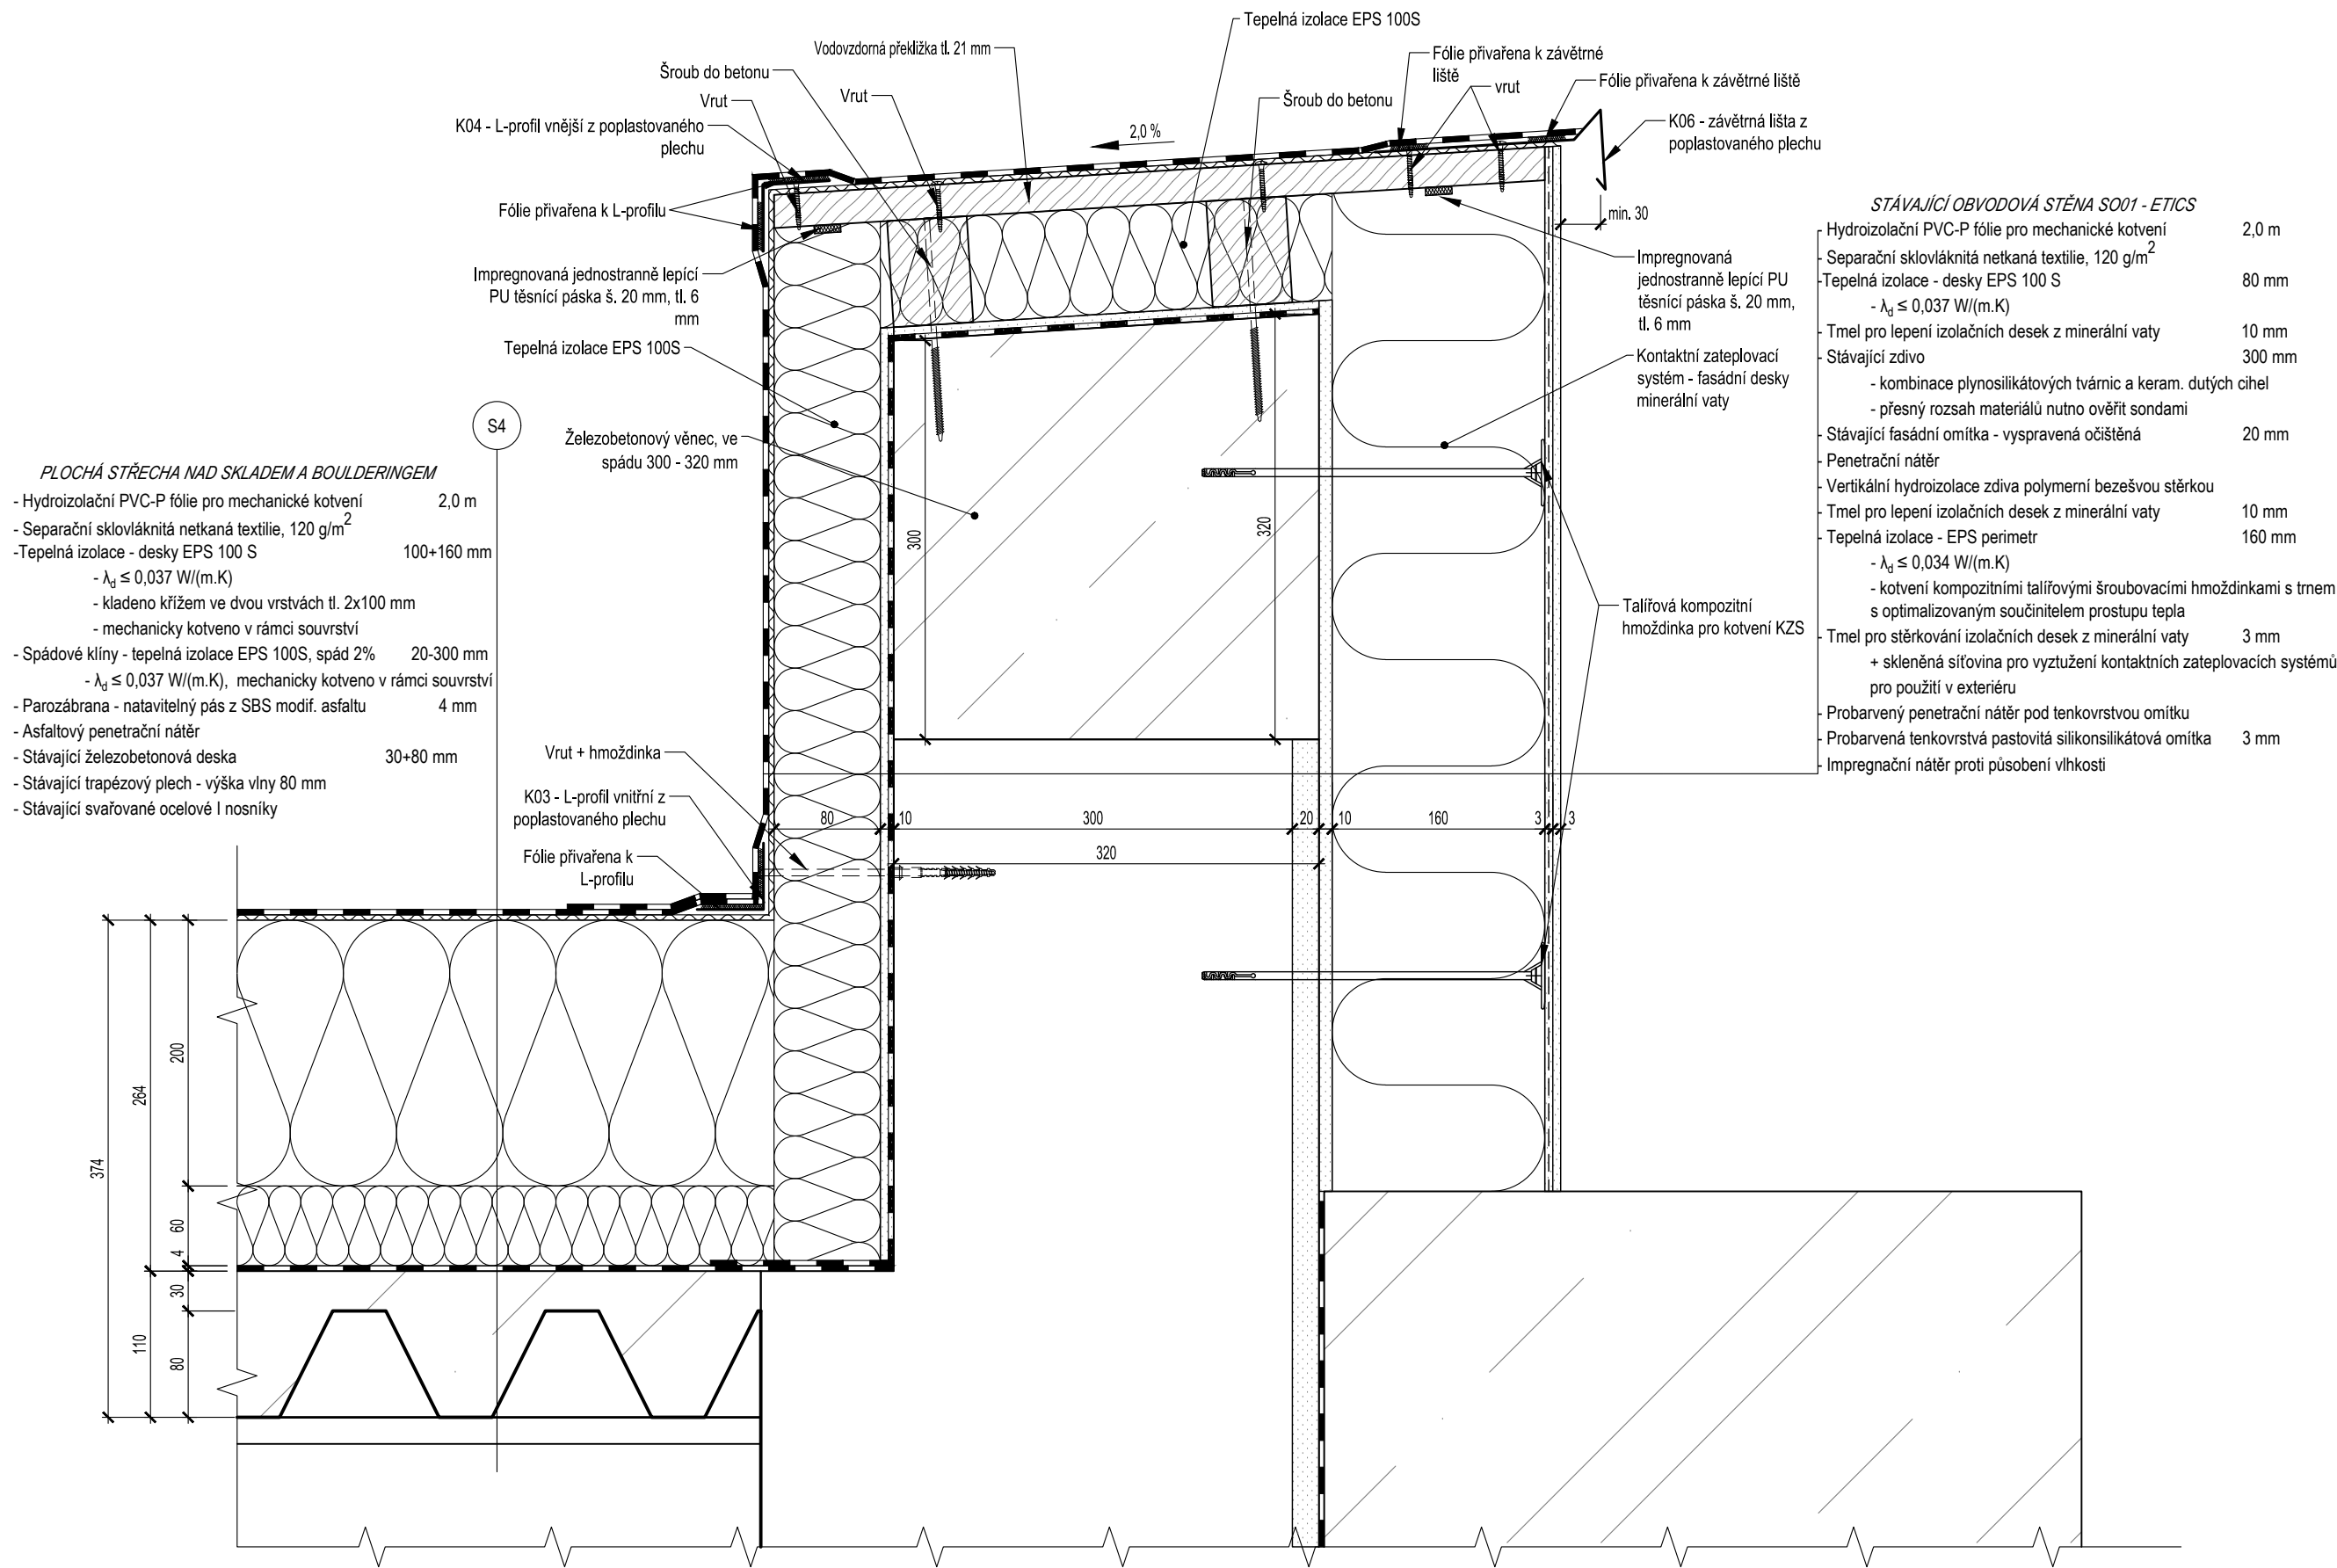 Tepelná izolace EPS 100S
Vodovzdorná překližka tl. 21 mm
Šroub do betonu
Vrut
Vrut
K04 - L-profil vnější z poplastovaného
plechu
Fólie přivařena k L-profilu
Impregnovaná jednostranně lepící
PU těsnící páska š. 20 mm, tl. 6
mm
Tepelná izolace EPS 100S
Železobetonový věnec, ve
spádu 300 - 320 mm
2,0 %
Šroub do betonu
Fólie přivařena k závětrné
liště
vrut
Fólie přivařena k závětrné liště
K06 - závětrná lišta z
poplastovaného plechu
min. 30
Impregnovaná
jednostranně lepící PU
těsnící páska š. 20 mm,
tl. 6 mm
Kontaktní zateplovací
systém - fasádní desky
minerální vaty
Talířová kompozitní
hmoždinka pro kotvení KZS
S4
PLOCHÁ STŘECHA NAD SKLADEM A BOULDERINGEM
- Hydroizolační PVC-P fólie pro mechanické kotvení 2,0 m
- Separační sklovláknitá netkaná textilie, 120 g/m²
-Tepelná izolace - desky EPS 100 S 100+160 mm
- λd ≤ 0,037 W/(m.K)
- kladeno křížem ve dvou vrstvách tl. 2x100 mm
- mechanicky kotveno v rámci souvrství
- Spádové klíny - tepelná izolace EPS 100S, spád 2% 20-300 mm
- λd ≤ 0,037 W/(m.K), mechanicky kotveno v rámci souvrství
- Parozábrana - natavitelný pás z SBS modif. asfaltu 4 mm
- Asfaltový penetrační nátěr
- Stávající železobetonová deska 30+80 mm
- Stávající trapézový plech - výška vlny 80 mm
- Stávající svařované ocelové I nosníky
STÁVAJÍCÍ OBVODOVÁ STĚNA SO01 - ETICS
- Hydroizolační PVC-P fólie pro mechanické kotvení 2,0 m
- Separační sklovláknitá netkaná textilie, 120 g/m²
-Tepelná izolace - desky EPS 100 S 80 mm
- λd ≤ 0,037 W/(m.K)
- Tmel pro lepení izolačních desek z minerální vaty 10 mm
- Stávající zdivo 300 mm
- kombinace plynosilikátových tvárnic a keram. dutých cihel
- přesný rozsah materiálů nutno ověřit sondami
- Stávající fasádní omítka - vyspravená očištěná 20 mm
- Penetrační nátěr
- Vertikální hydroizolace zdiva polymerní bezešvou stěrkou
- Tmel pro lepení izolačních desek z minerální vaty 10 mm
- Tepelná izolace - EPS perimetr 160 mm
- λd ≤ 0,034 W/(m.K)
- kotvení kompozitními talířovými šroubovacími hmoždinkami s trnem
s optimalizovaným součinitelem prostupu tepla
- Tmel pro stěrkování izolačních desek z minerální vaty 3 mm
+ skleněná síťovina pro vyztužení kontaktních zateplovacích systémů
pro použití v exteriéru
- Probarvený penetrační nátěr pod tenkovrstvou omítku
- Probarvená tenkovrstvá pastovitá silikonsilikátová omítka 3 mm
- Impregnační nátěr proti působení vlhkosti
300
320
Vrut + hmoždinka
K03 - L-profil vnitřní z
poplastovaného plechu
Fólie přivařena k
L-profilu
80 10 300 20 10 160 3 3
320
374
264
110
200
60
4
30
80